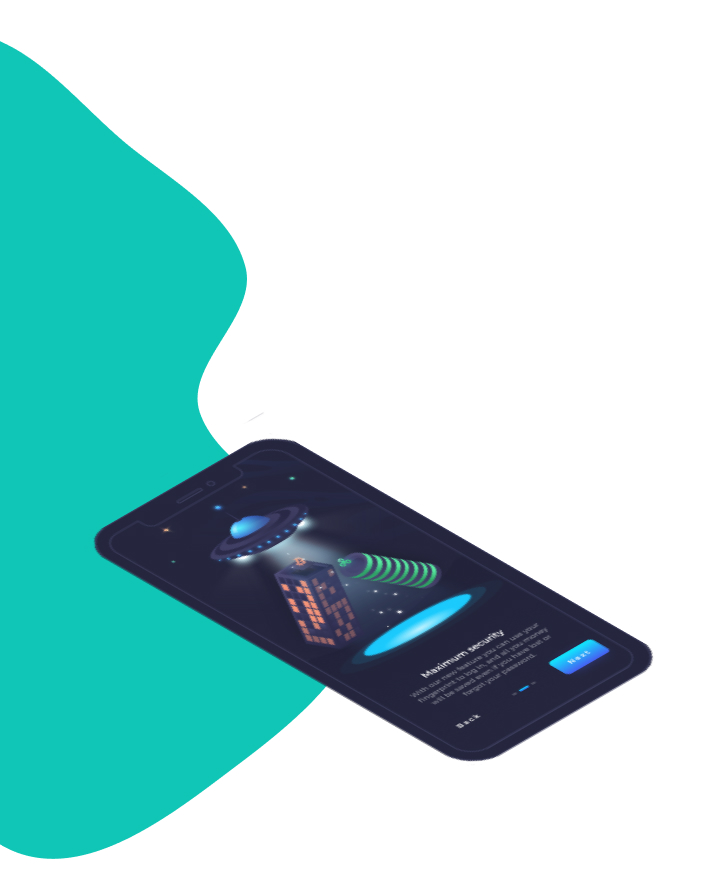 Maximum security
With our new feature you can use your
fingerprint to log in, and all you money
will be saved even if you have lost or
forgot your password.
Back
Next